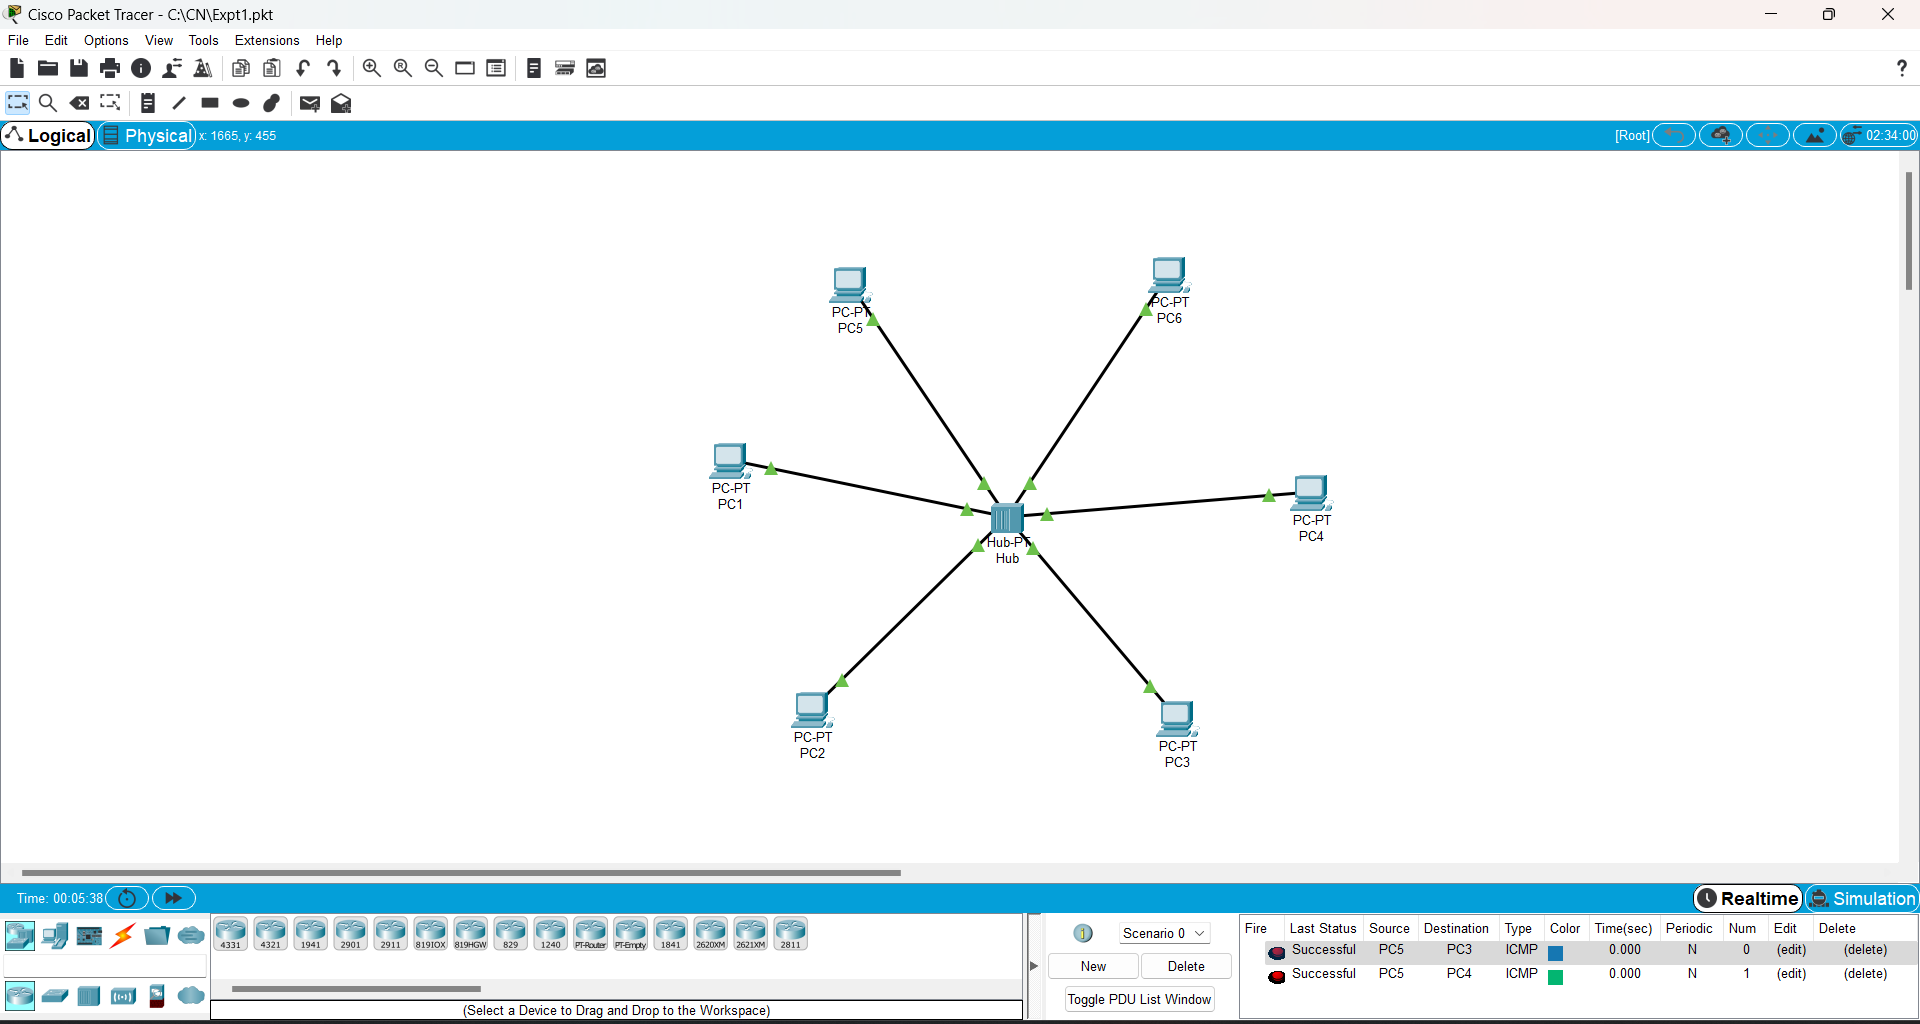 Cisco Packet Tracer - C:\CN\Expt1.pkt
File Edit Options View Tools Extensions Help
?
Logical Physical x: 1665, y: 455 [Root] 02:34:00
PC-PT
PC5
PC-PT
PC6
PC-PT
PC1
PC-PT
PC4
Hub-PT
Hub
PC-PT
PC2
PC-PT
PC3
Time: 00:05:38 Realtime Simulation
4331 4321 1941 2901 2911 819IOX 819HGW 829 1240 PT-Router PT-Empty 1841 2620XM 2621XM 2811
(Select a Device to Drag and Drop to the Workspace)
Scenario 0
New Delete
Toggle PDU List Window
Fire Last Status Source Destination Type Color Time(sec) Periodic Num Edit Delete
Successful PC5 PC3 ICMP 0.000 N 0 (edit) (delete)
Successful PC5 PC4 ICMP 0.000 N 1 (edit) (delete)